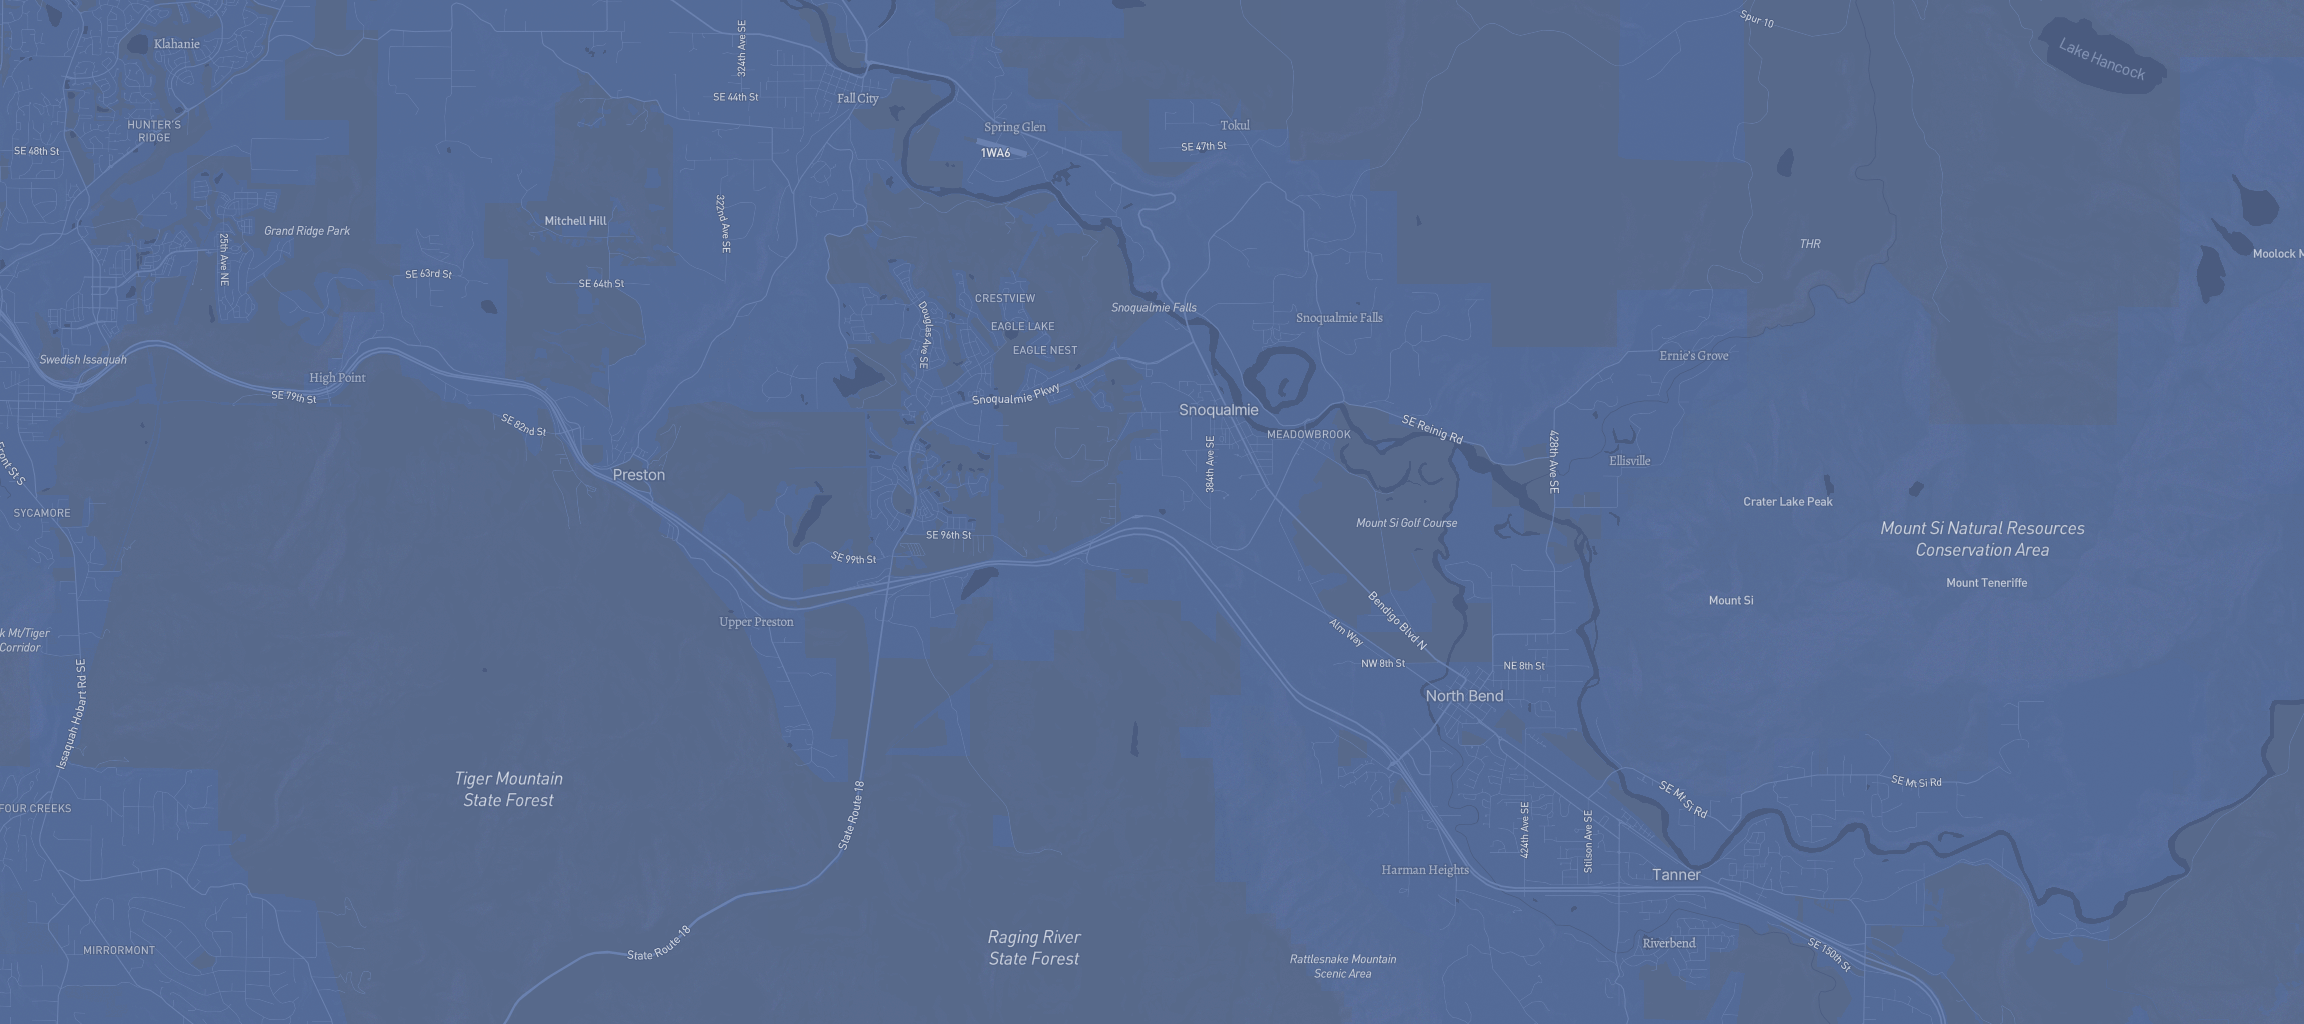 Spur 10
Klahanie
324th Ave SE
Lake Hancock
SE 44th St
Fall City
HUNTER'S
RIDGE
Spring Glen
Tokul
SE 48th St
1WA6
SE 47th St
Mitchell Hill
322nd Ave SE
Grand Ridge Park
25th Ave NE
THR
Moolock M
SE 63rd St
SE 64th St
CRESTVIEW
Snoqualmie Falls
Snoqualmie Falls
EAGLE LAKE
Douglas Ave SE
EAGLE NEST
Swedish Issaquah
Ernie's Grove
High Point
SE 79th St
Snoqualmie Pkwy
Snoqualmie
SE 82nd St
SE Reinig Rd
MEADOWBROOK
Front St S
384th Ave SE
428th Ave SE
Ellisville
Preston
Crater Lake Peak
SYCAMORE
Mount Si Golf Course
Mount Si Natural Resources
Conservation Area
SE 96th St
SE 99th St
Mount Teneriffe
Mount Si
Upper Preston
Bendigo Blvd N
Alm Way
k Mt/Tiger
Corridor
NW 8th St
NE 8th St
Issaquah Hobart Rd SE
North Bend
Tiger Mountain
State Forest
SE Mt Si Rd
SE Mt Si Rd
FOUR CREEKS
State Route 18
424th Ave SE
Stilson Ave SE
Harman Heights
Tanner
State Route 18
Raging River
State Forest
Riverbend
MIRRORMONT
SE 150th St
Rattlesnake Mountain
Scenic Area